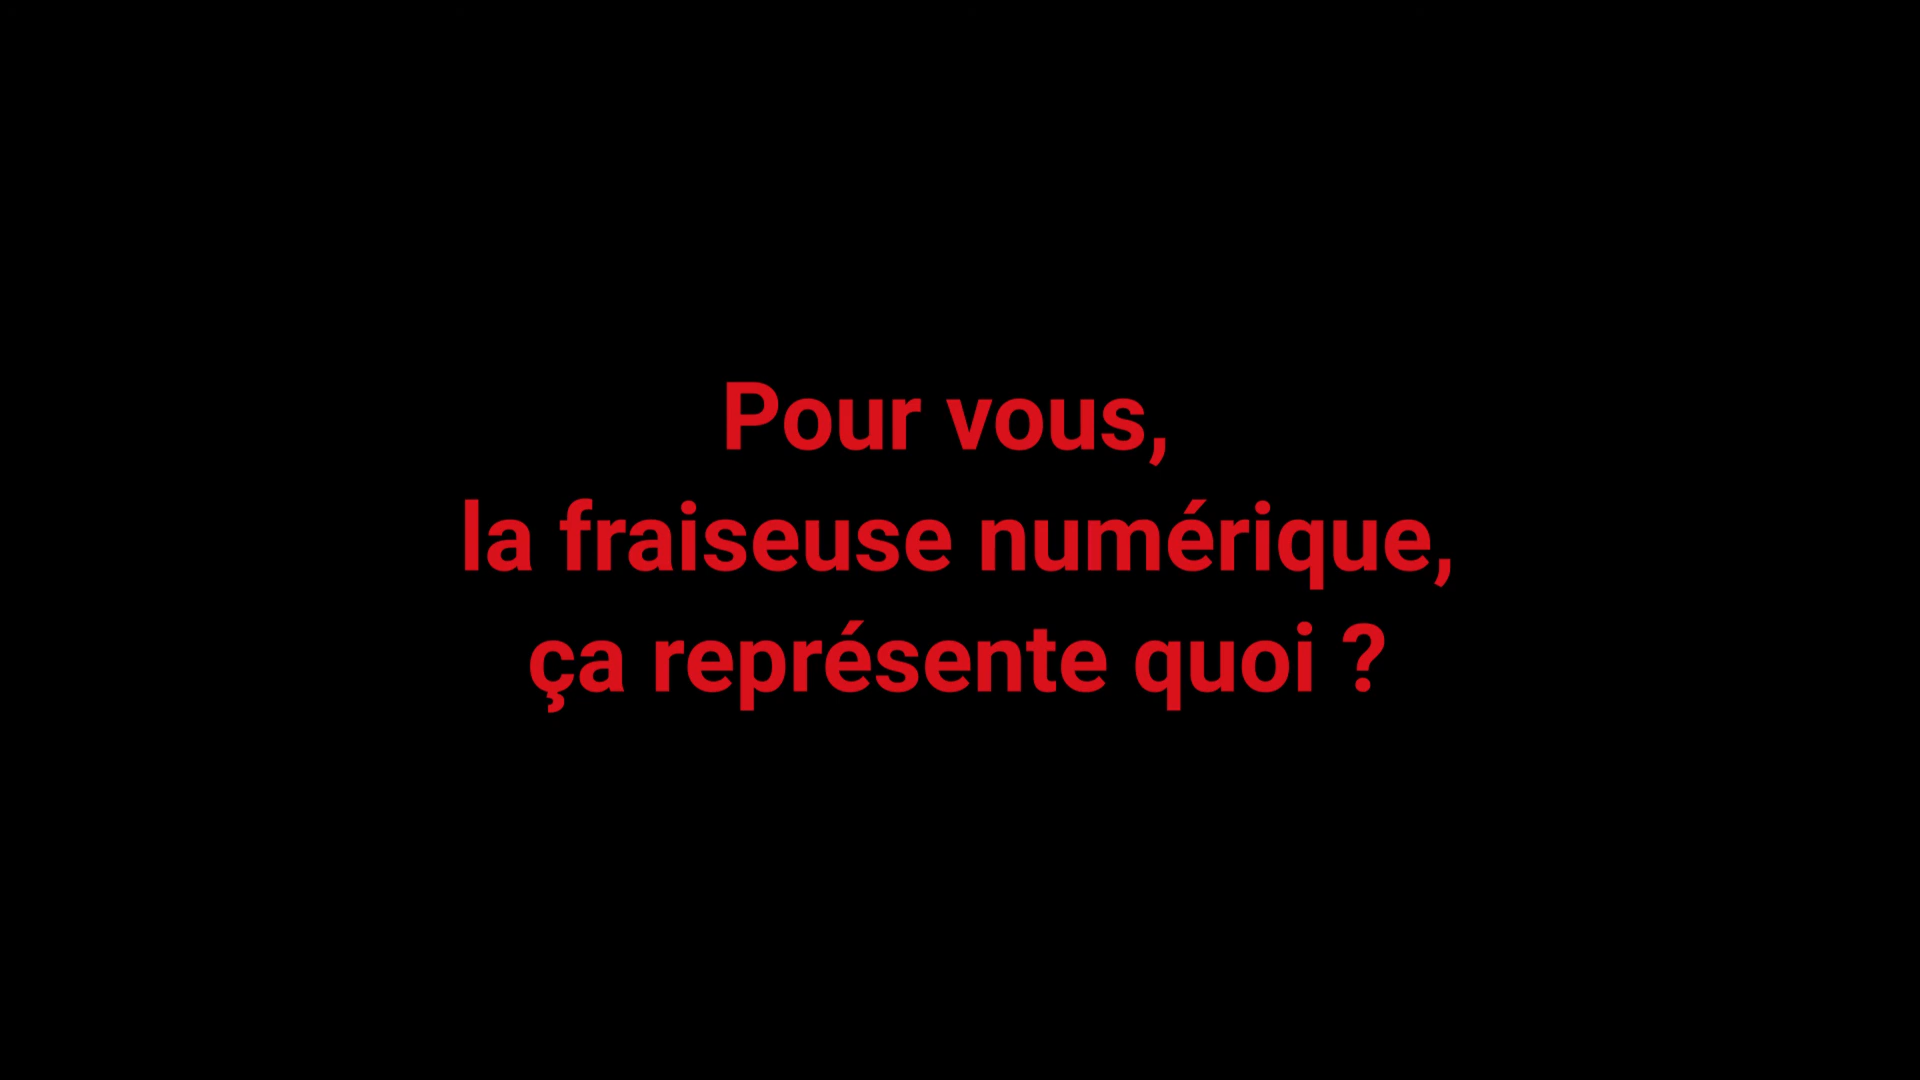 Pour vous,
la fraiseuse numérique,
ça représente quoi ?